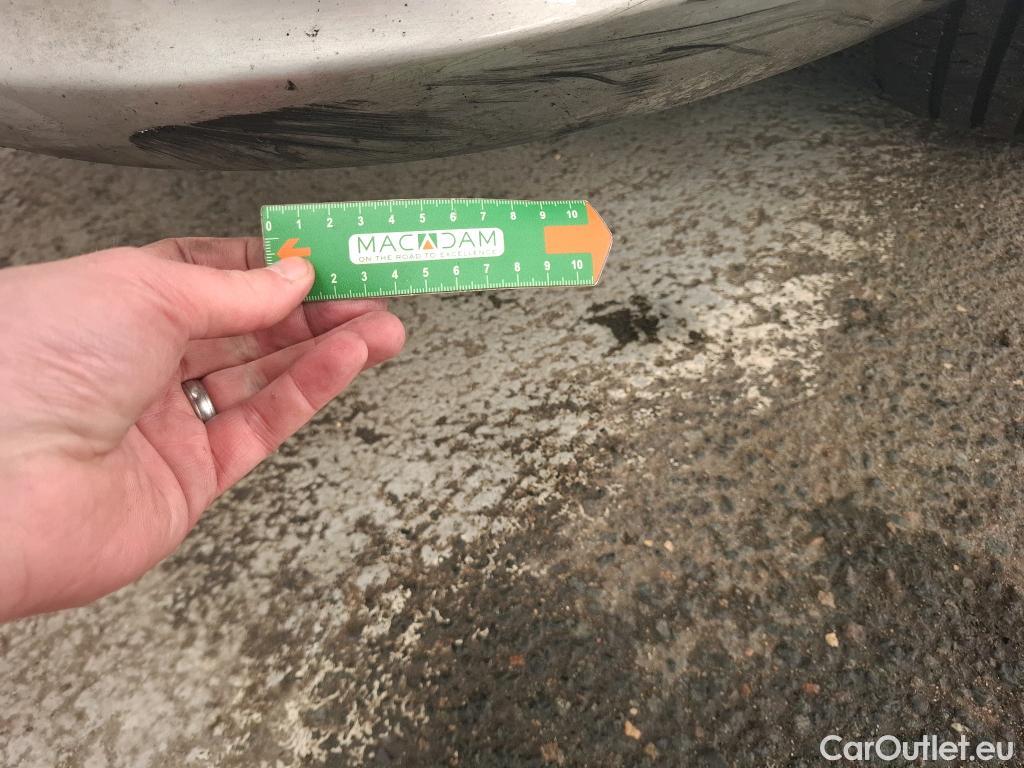 0 1 2 3 4 5 6 7 8 9 10
MACADAM
ON THE ROAD TO EXCELLENCE
2 3 4 5 6 7 8 9 10
CarOutlet.eu